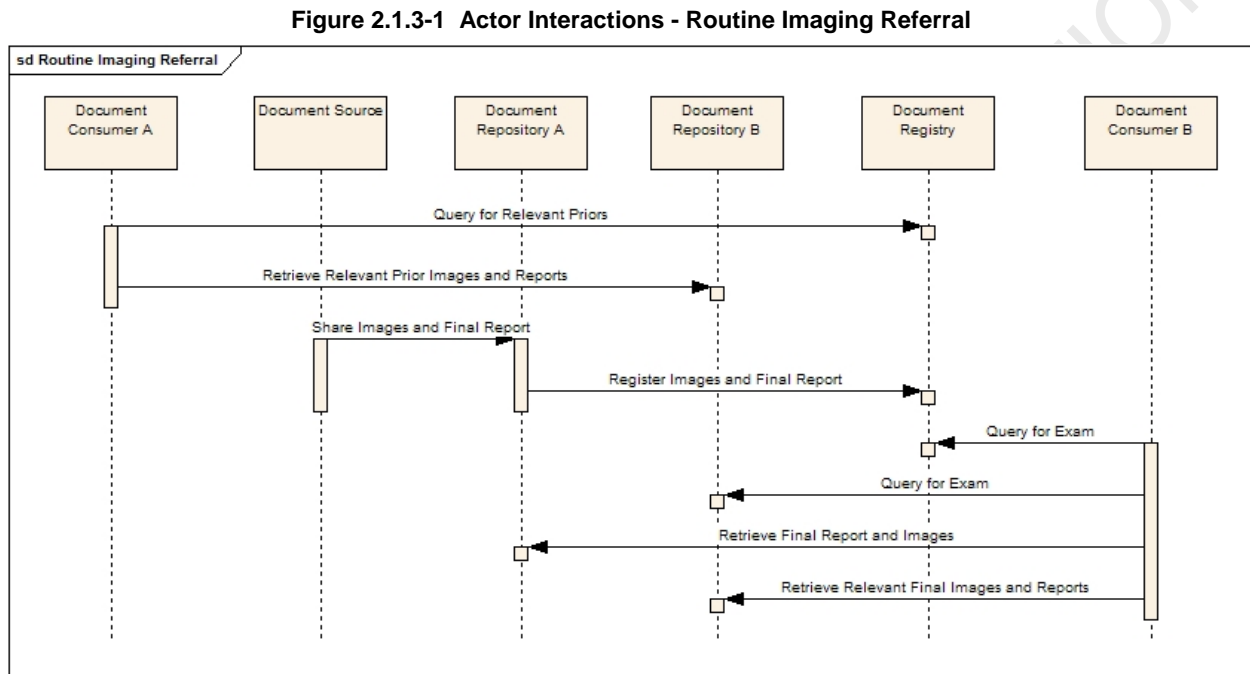 Figure 2.1.3-1 Actor Interactions - Routine Imaging Referral
sd Routine Imaging Referral
Document
Consumer A
Document Source
Document
Repository A
Document
Repository B
Document
Registry
Document
Consumer B
Query for Relevant Priors
Retrieve Relevant Prior Images and Reports
Share Images and Final Report
Register Images and Final Report
Query for Exam
Query for Exam
Retrieve Final Report and Images
Retrieve Relevant Final Images and Reports